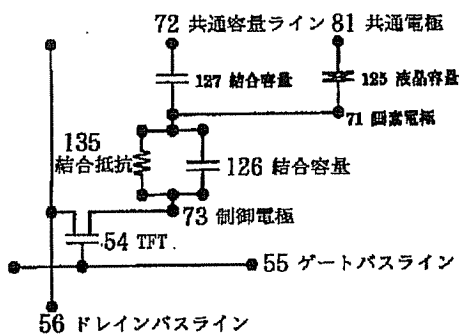 72 共通容量ライン 81 共通電極
127 結合容量
125 液晶容量
71 画素電極
135
結合抵抗
126 結合容量
73 制御電極
54 TFT
55 ゲートバスライン
56 ドレインバスライン